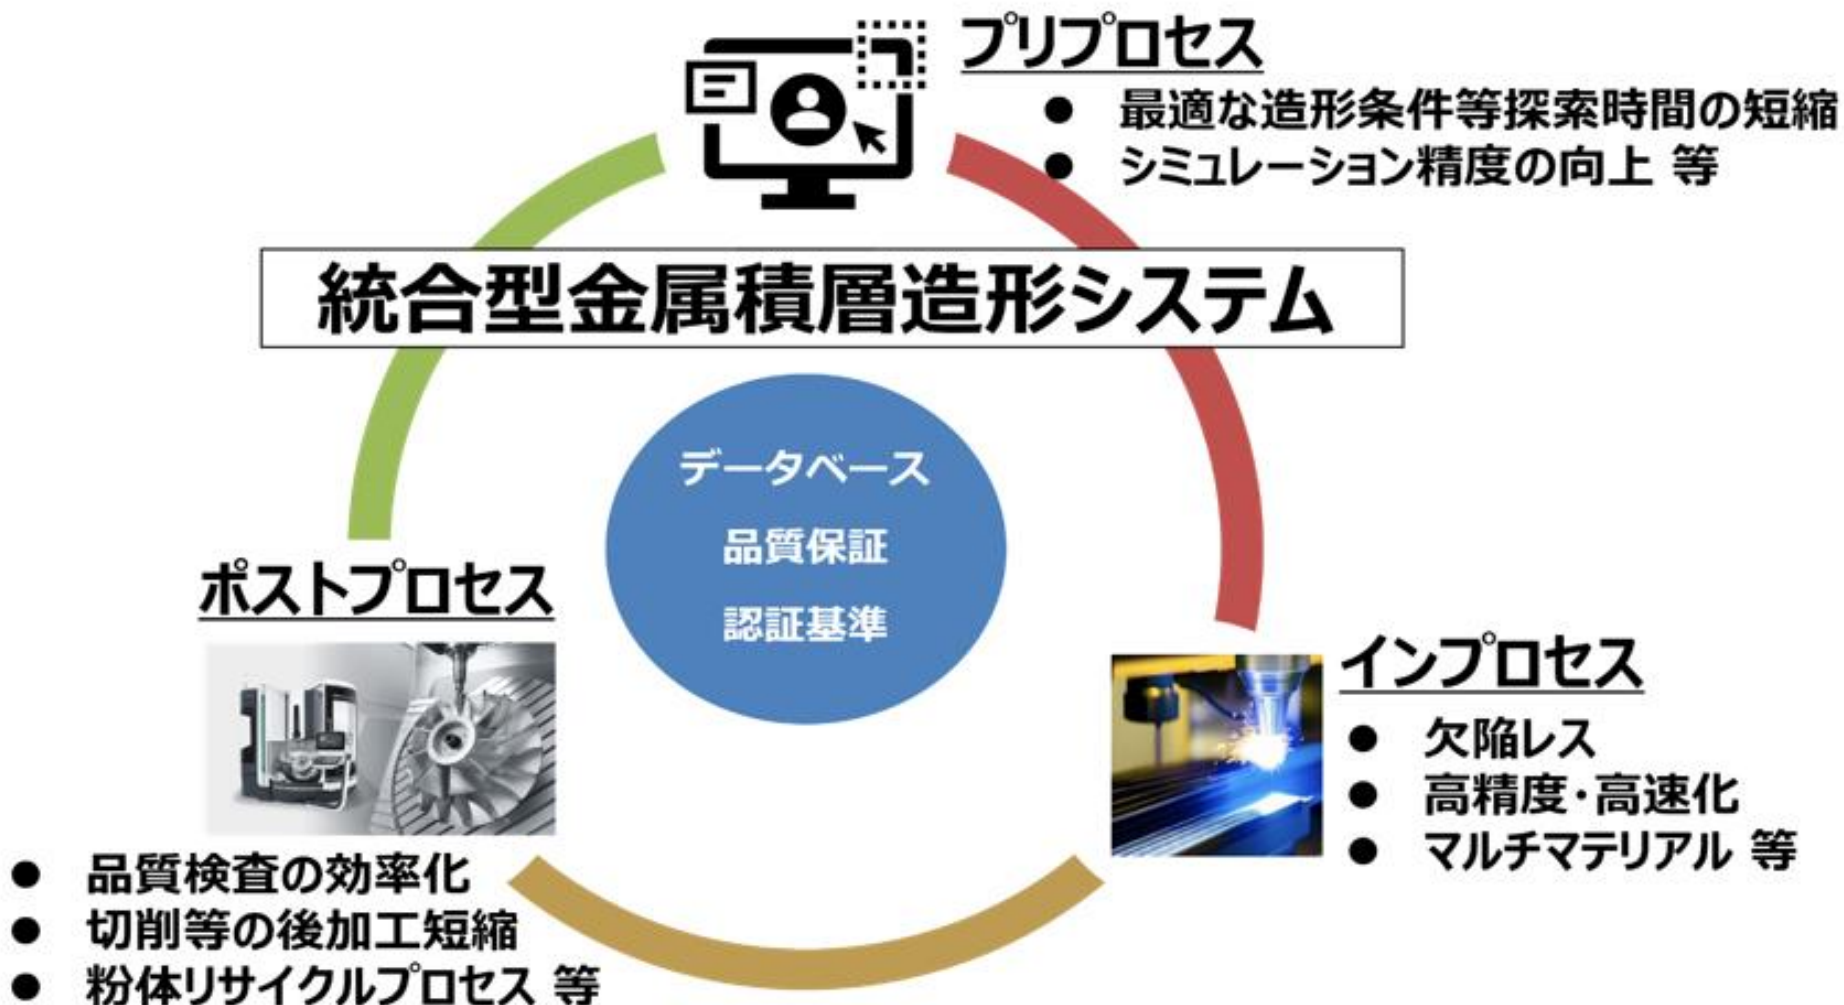 プリプロセス
● 最適な造形条件等探索時間の短縮
● シミュレーション精度の向上 等
統合型金属積層造形システム
データベース
品質保証
認証基準
ポストプロセス
● 品質検査の効率化
● 切削等の後加工短縮
● 粉体リサイクルプロセス 等
インプロセス
● 欠陥レス
● 高精度・高速化
● マルチマテリアル 等